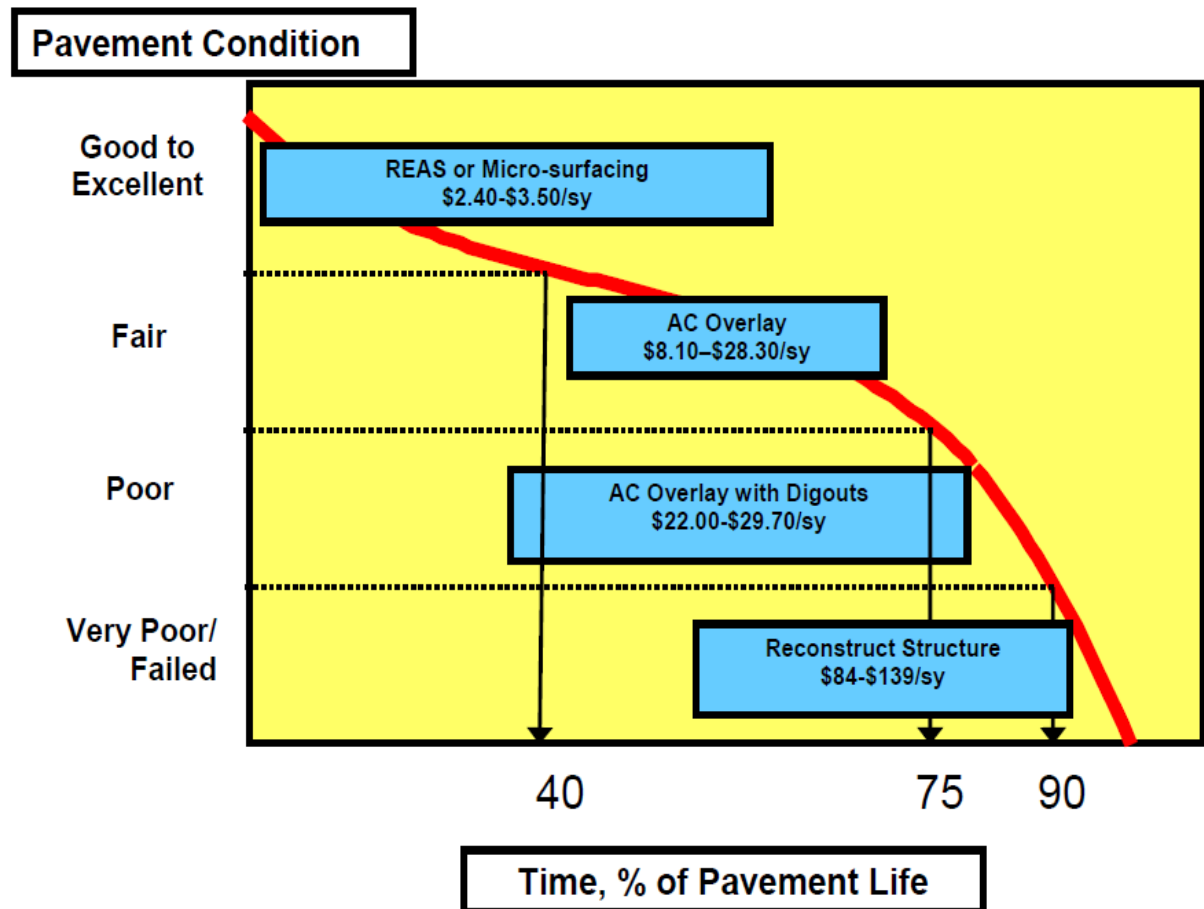 Pavement Condition
Good to
Excellent
REAS or Micro-surfacing
$2.40-$3.50/sy
Fair
AC Overlay
$8.10–$28.30/sy
Poor
AC Overlay with Digouts
$22.00-$29.70/sy
Very Poor/
Failed
Reconstruct Structure
$84-$139/sy
40 75 90
Time, % of Pavement Life